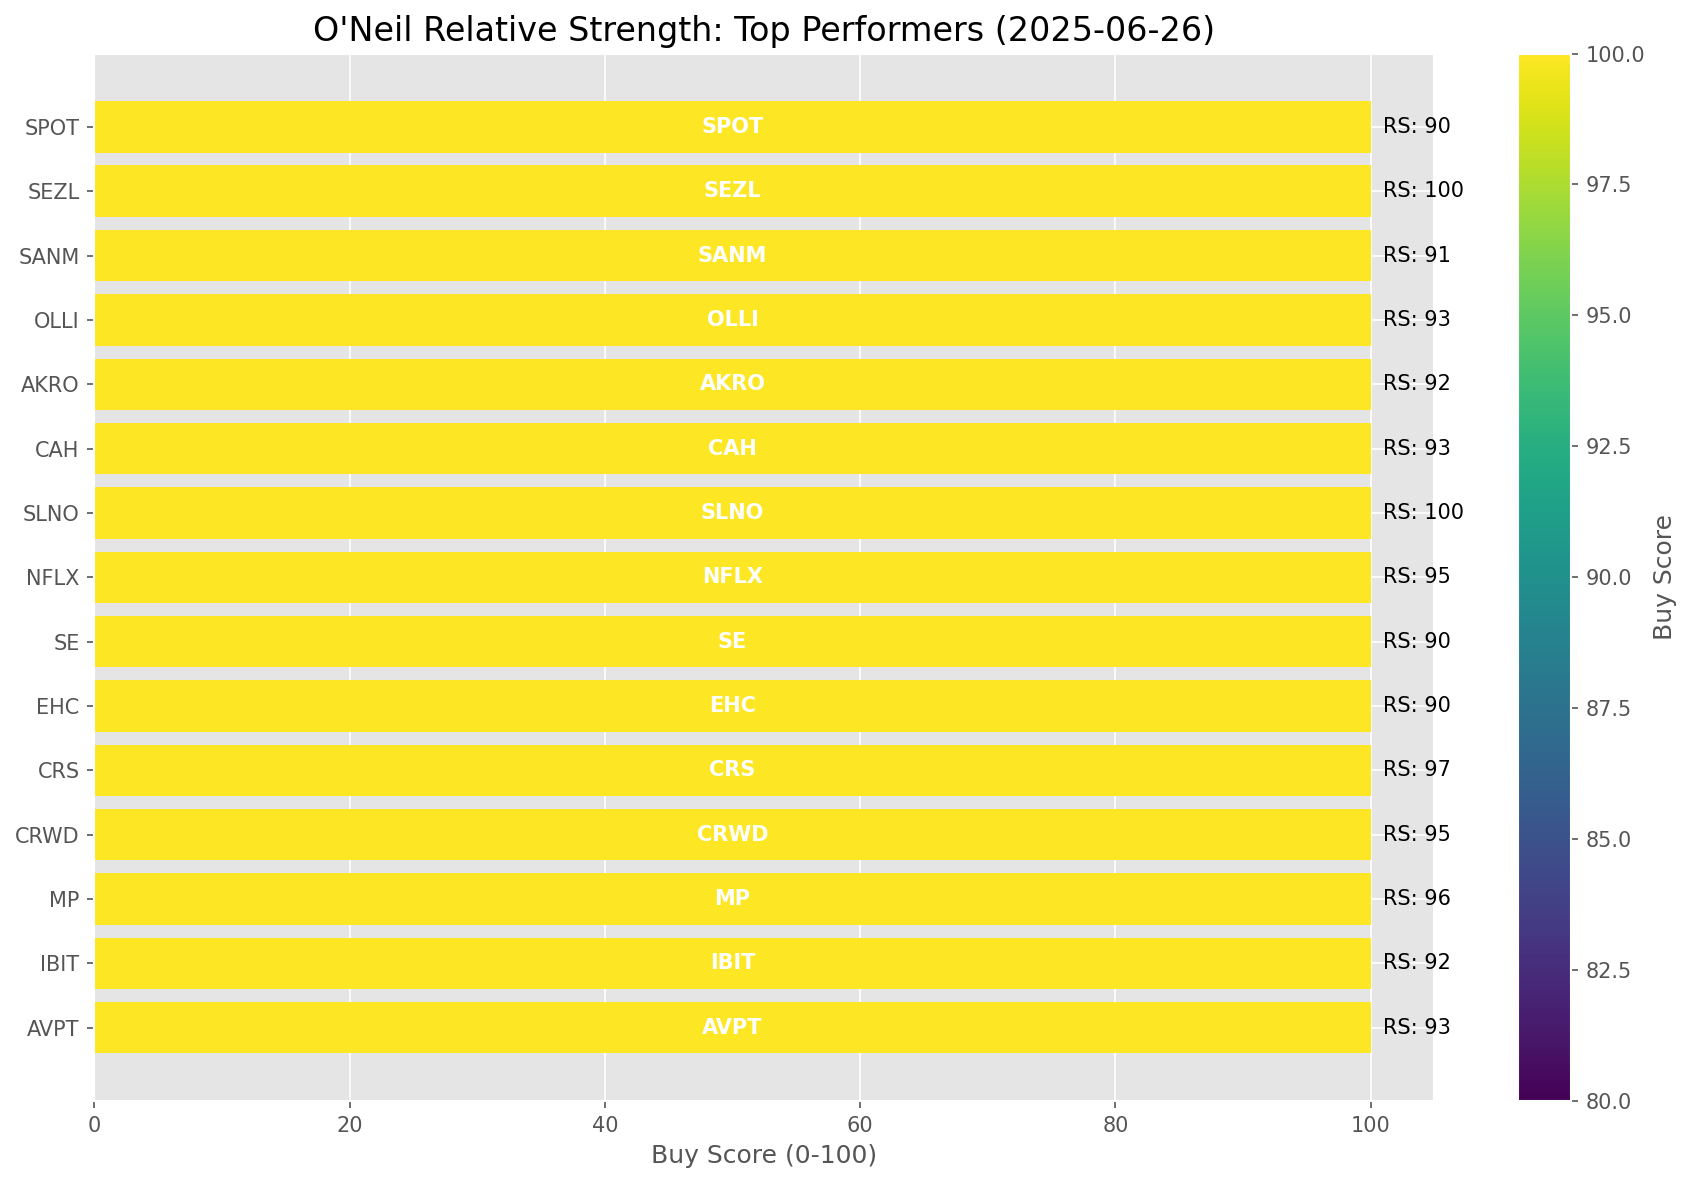 O'Neil Relative Strength: Top Performers (2025-06-26)
SPOT SPOT RS: 90
SEZL SEZL RS: 100
SANM SANM RS: 91
OLLI OLLI RS: 93
AKRO AKRO RS: 92
CAH CAH RS: 93
SLNO SLNO RS: 100
NFLX NFLX RS: 95
SE SE RS: 90
EHC EHC RS: 90
CRS CRS RS: 97
CRWD CRWD RS: 95
MP MP RS: 96
IBIT IBIT RS: 92
AVPT AVPT RS: 93
0 20 40 60 80 100
Buy Score (0-100)
100.0
97.5
95.0
92.5
90.0
87.5
85.0
82.5
80.0
Buy Score